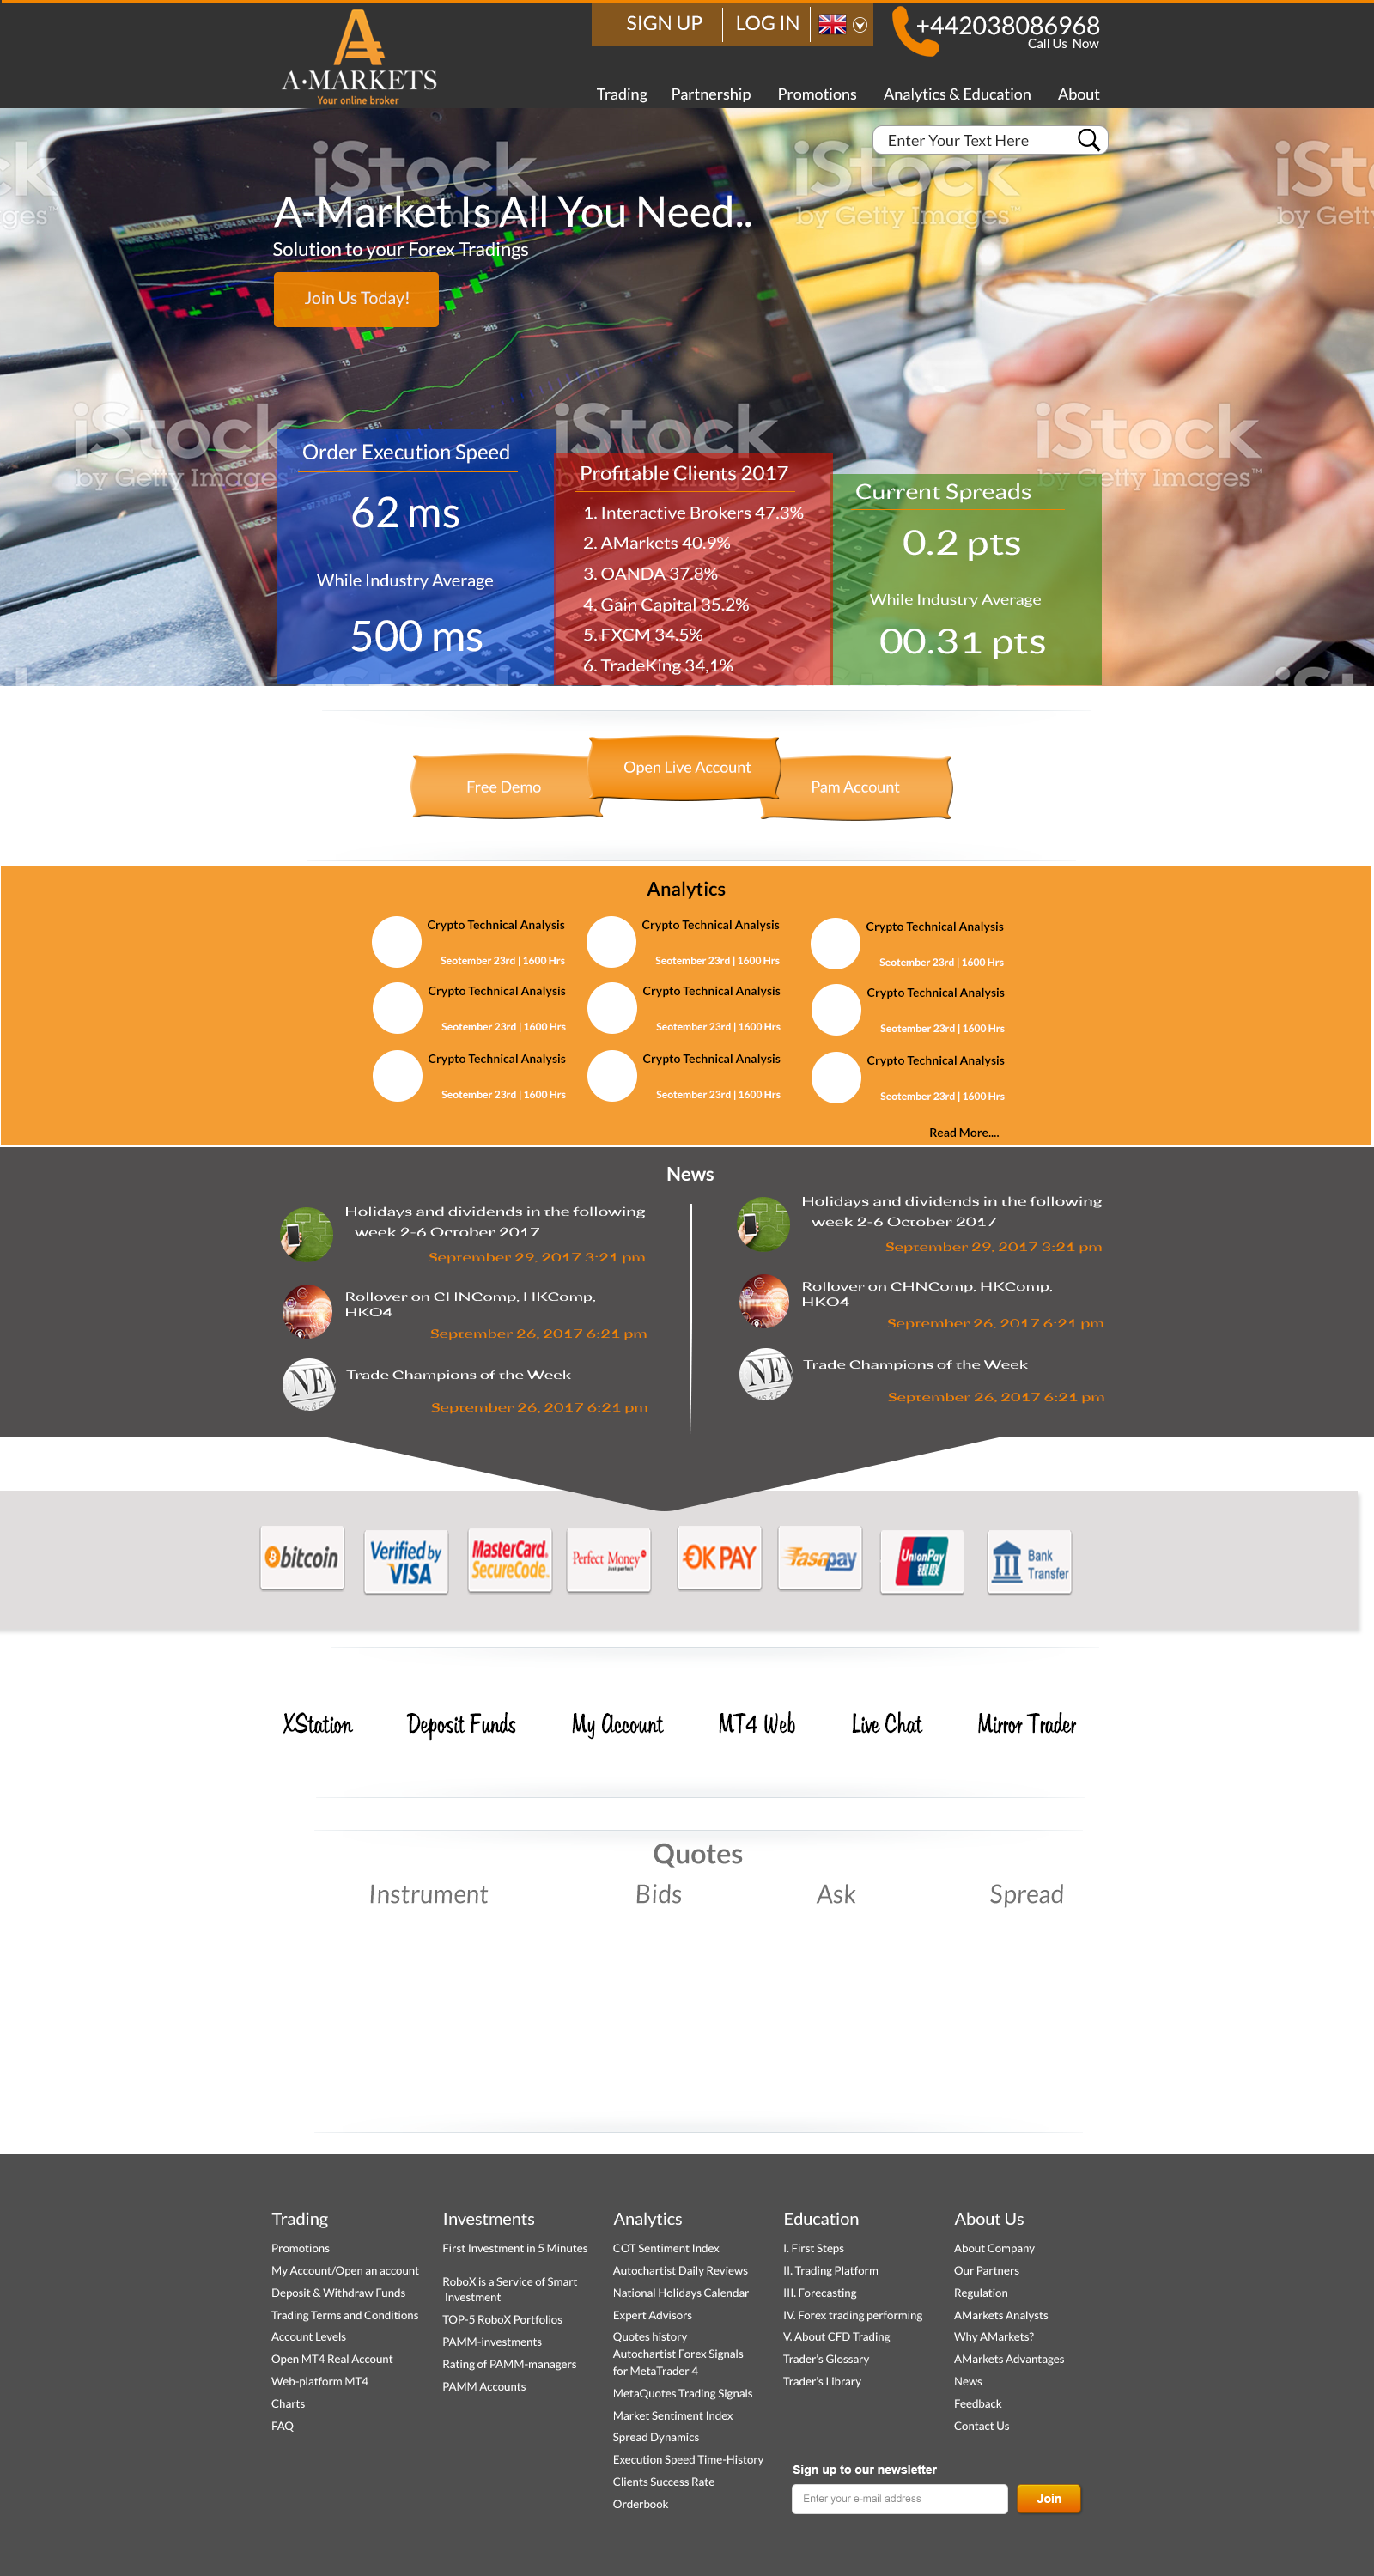 SIGN UP
LOG IN
+442038086968
Call Us Now
A
A·MARKETS
Your online broker
Trading
Partnership
Promotions
Analytics & Education
About
Enter Your Text Here
iStock
by Getty Images
A-Market Is All You Need..
Solution to your Forex Tradings
Join Us Today!
iStock
by Getty Images
Order Execution Speed
62 ms
While Industry Average
500 ms
Profitable Clients 2017
1. Interactive Brokers 47.3%
2. AMarkets 40.9%
3. OANDA 37.8%
4. Gain Capital 35.2%
5. FXCM 34.5%
6. TradeKing 34,1%
Current Spreads
0.2 pts
While Industry Average
00.31 pts
Free Demo
Open Live Account
Pam Account
Analytics
Crypto Technical Analysis
Seotember 23rd | 1600 Hrs
Crypto Technical Analysis
Seotember 23rd | 1600 Hrs
Crypto Technical Analysis
Seotember 23rd | 1600 Hrs
Crypto Technical Analysis
Seotember 23rd | 1600 Hrs
Crypto Technical Analysis
Seotember 23rd | 1600 Hrs
Crypto Technical Analysis
Seotember 23rd | 1600 Hrs
Crypto Technical Analysis
Seotember 23rd | 1600 Hrs
Crypto Technical Analysis
Seotember 23rd | 1600 Hrs
Crypto Technical Analysis
Seotember 23rd | 1600 Hrs
Read More....
News
Holidays and dividends in the following
week 2-6 October 2017
September 29, 2017 3:21 pm
Rollover on CHNComp, HKComp,
HKO4
September 26, 2017 6:21 pm
NE
Trade Champions of the Week
September 26, 2017 6:21 pm
Holidays and dividends in the following
week 2-6 October 2017
September 29, 2017 3:21 pm
Rollover on CHNComp, HKComp,
HKO4
September 26, 2017 6:21 pm
NE
Trade Champions of the Week
September 26, 2017 6:21 pm
bitcoin
Verified by
VISA
MasterCard.
SecureCode.
Perfect Money
just perfect
OKPAY
fasapay
UnionPay
银联
Bank
Transfer
XStation
Deposit Funds
My Account
MT4 Web
Live Chat
Mirror Trader
Quotes
Instrument
Bids
Ask
Spread
Trading
Promotions
My Account/Open an account
Deposit & Withdraw Funds
Trading Terms and Conditions
Account Levels
Open MT4 Real Account
Web-platform MT4
Charts
FAQ
Investments
First Investment in 5 Minutes
RoboX is a Service of Smart
Investment
TOP-5 RoboX Portfolios
PAMM-investments
Rating of PAMM-managers
PAMM Accounts
Analytics
COT Sentiment Index
Autochartist Daily Reviews
National Holidays Calendar
Expert Advisors
Quotes history
Autochartist Forex Signals
for MetaTrader 4
MetaQuotes Trading Signals
Market Sentiment Index
Spread Dynamics
Execution Speed Time-History
Clients Success Rate
Orderbook
Education
I. First Steps
II. Trading Platform
III. Forecasting
IV. Forex trading performing
V. About CFD Trading
Trader's Glossary
Trader's Library
About Us
About Company
Our Partners
Regulation
AMarkets Analysts
Why AMarkets?
AMarkets Advantages
News
Feedback
Contact Us
Sign up to our newsletter
Enter your e-mail address
Join